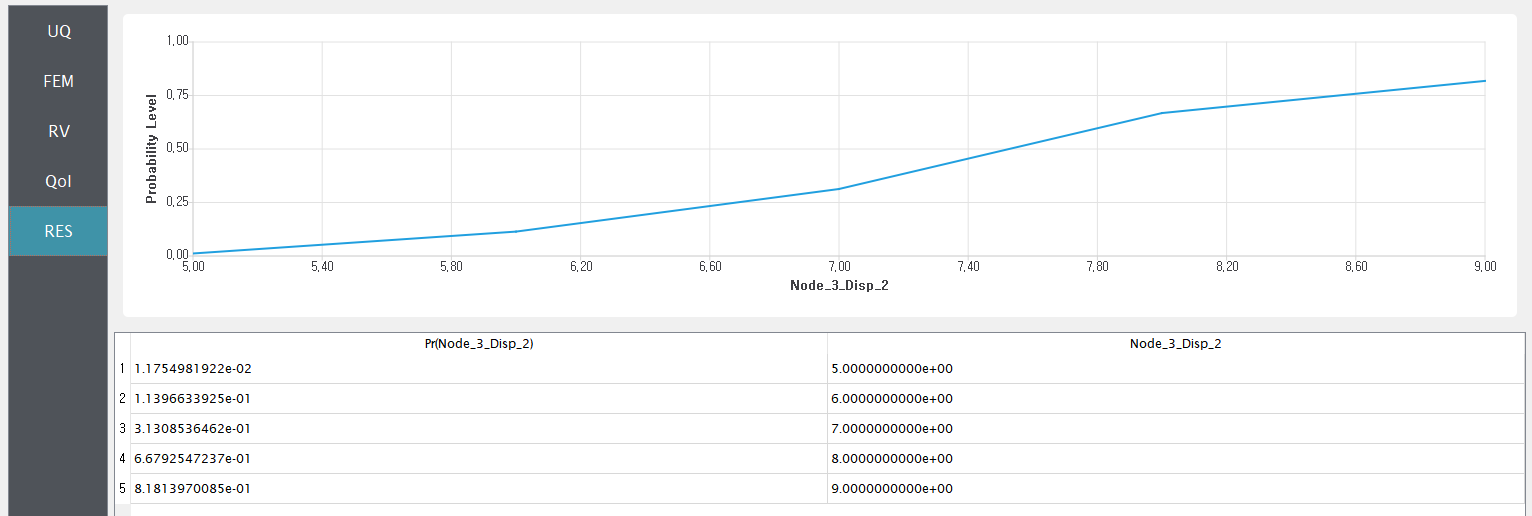 UQ
FEM
RV
QoI
RES
1,00
0,75
0,50
0,25
0,00
Probability Level
5,00 5,40 5,80 6,20 6,60 7,00 7,40 7,80 8,20 8,60 9,00
Node_3_Disp_2
Pr(Node_3_Disp_2) Node_3_Disp_2
1 1.1754981922e-02 5.0000000000e+00
2 1.1396633925e-01 6.0000000000e+00
3 3.1308536462e-01 7.0000000000e+00
4 6.6792547237e-01 8.0000000000e+00
5 8.1813970085e-01 9.0000000000e+00